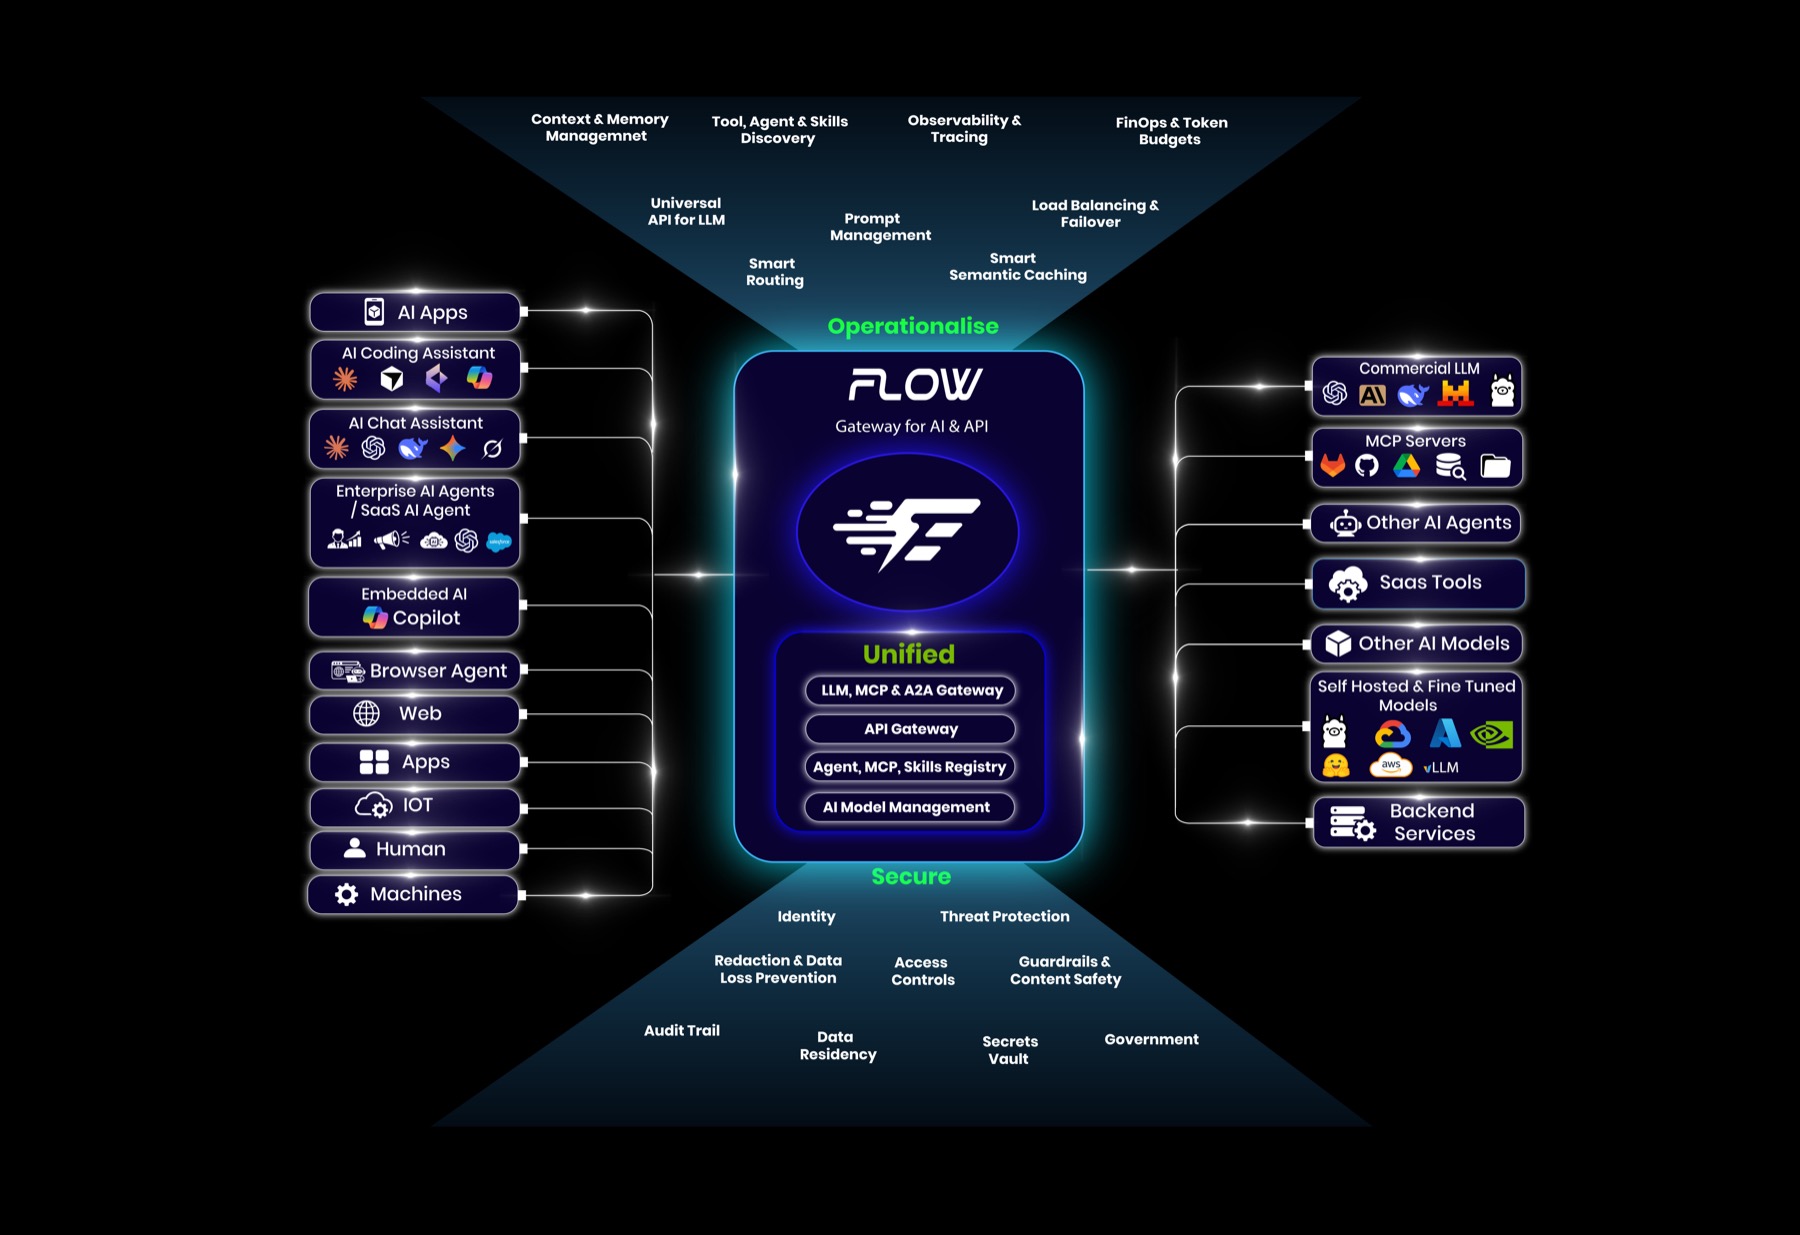 Context & Memory
Managemnet
Tool, Agent & Skills
Discovery
Observability &
Tracing
FinOps & Token
Budgets
Universal
API for LLM
Prompt
Management
Load Balancing &
Failover
Smart
Routing
Smart
Semantic Caching
Operationalise
AI Apps
AI Coding Assistant
AI Chat Assistant
Enterprise AI Agents
/ SaaS AI Agent
salesforce
Embedded AI
Copilot
Browser Agent
Web
Apps
IOT
Human
Machines
FLOW
Gateway for AI & API
Unified
LLM, MCP & A2A Gateway
API Gateway
Agent, MCP, Skills Registry
AI Model Management
Commercial LLM
AI
MCP Servers
Other AI Agents
Saas Tools
Other AI Models
Self Hosted & Fine Tuned
Models
aws
vLLM
Backend
Services
Secure
Identity
Threat Protection
Redaction & Data
Loss Prevention
Access
Controls
Guardrails &
Content Safety
Audit Trail
Data
Residency
Secrets
Vault
Government